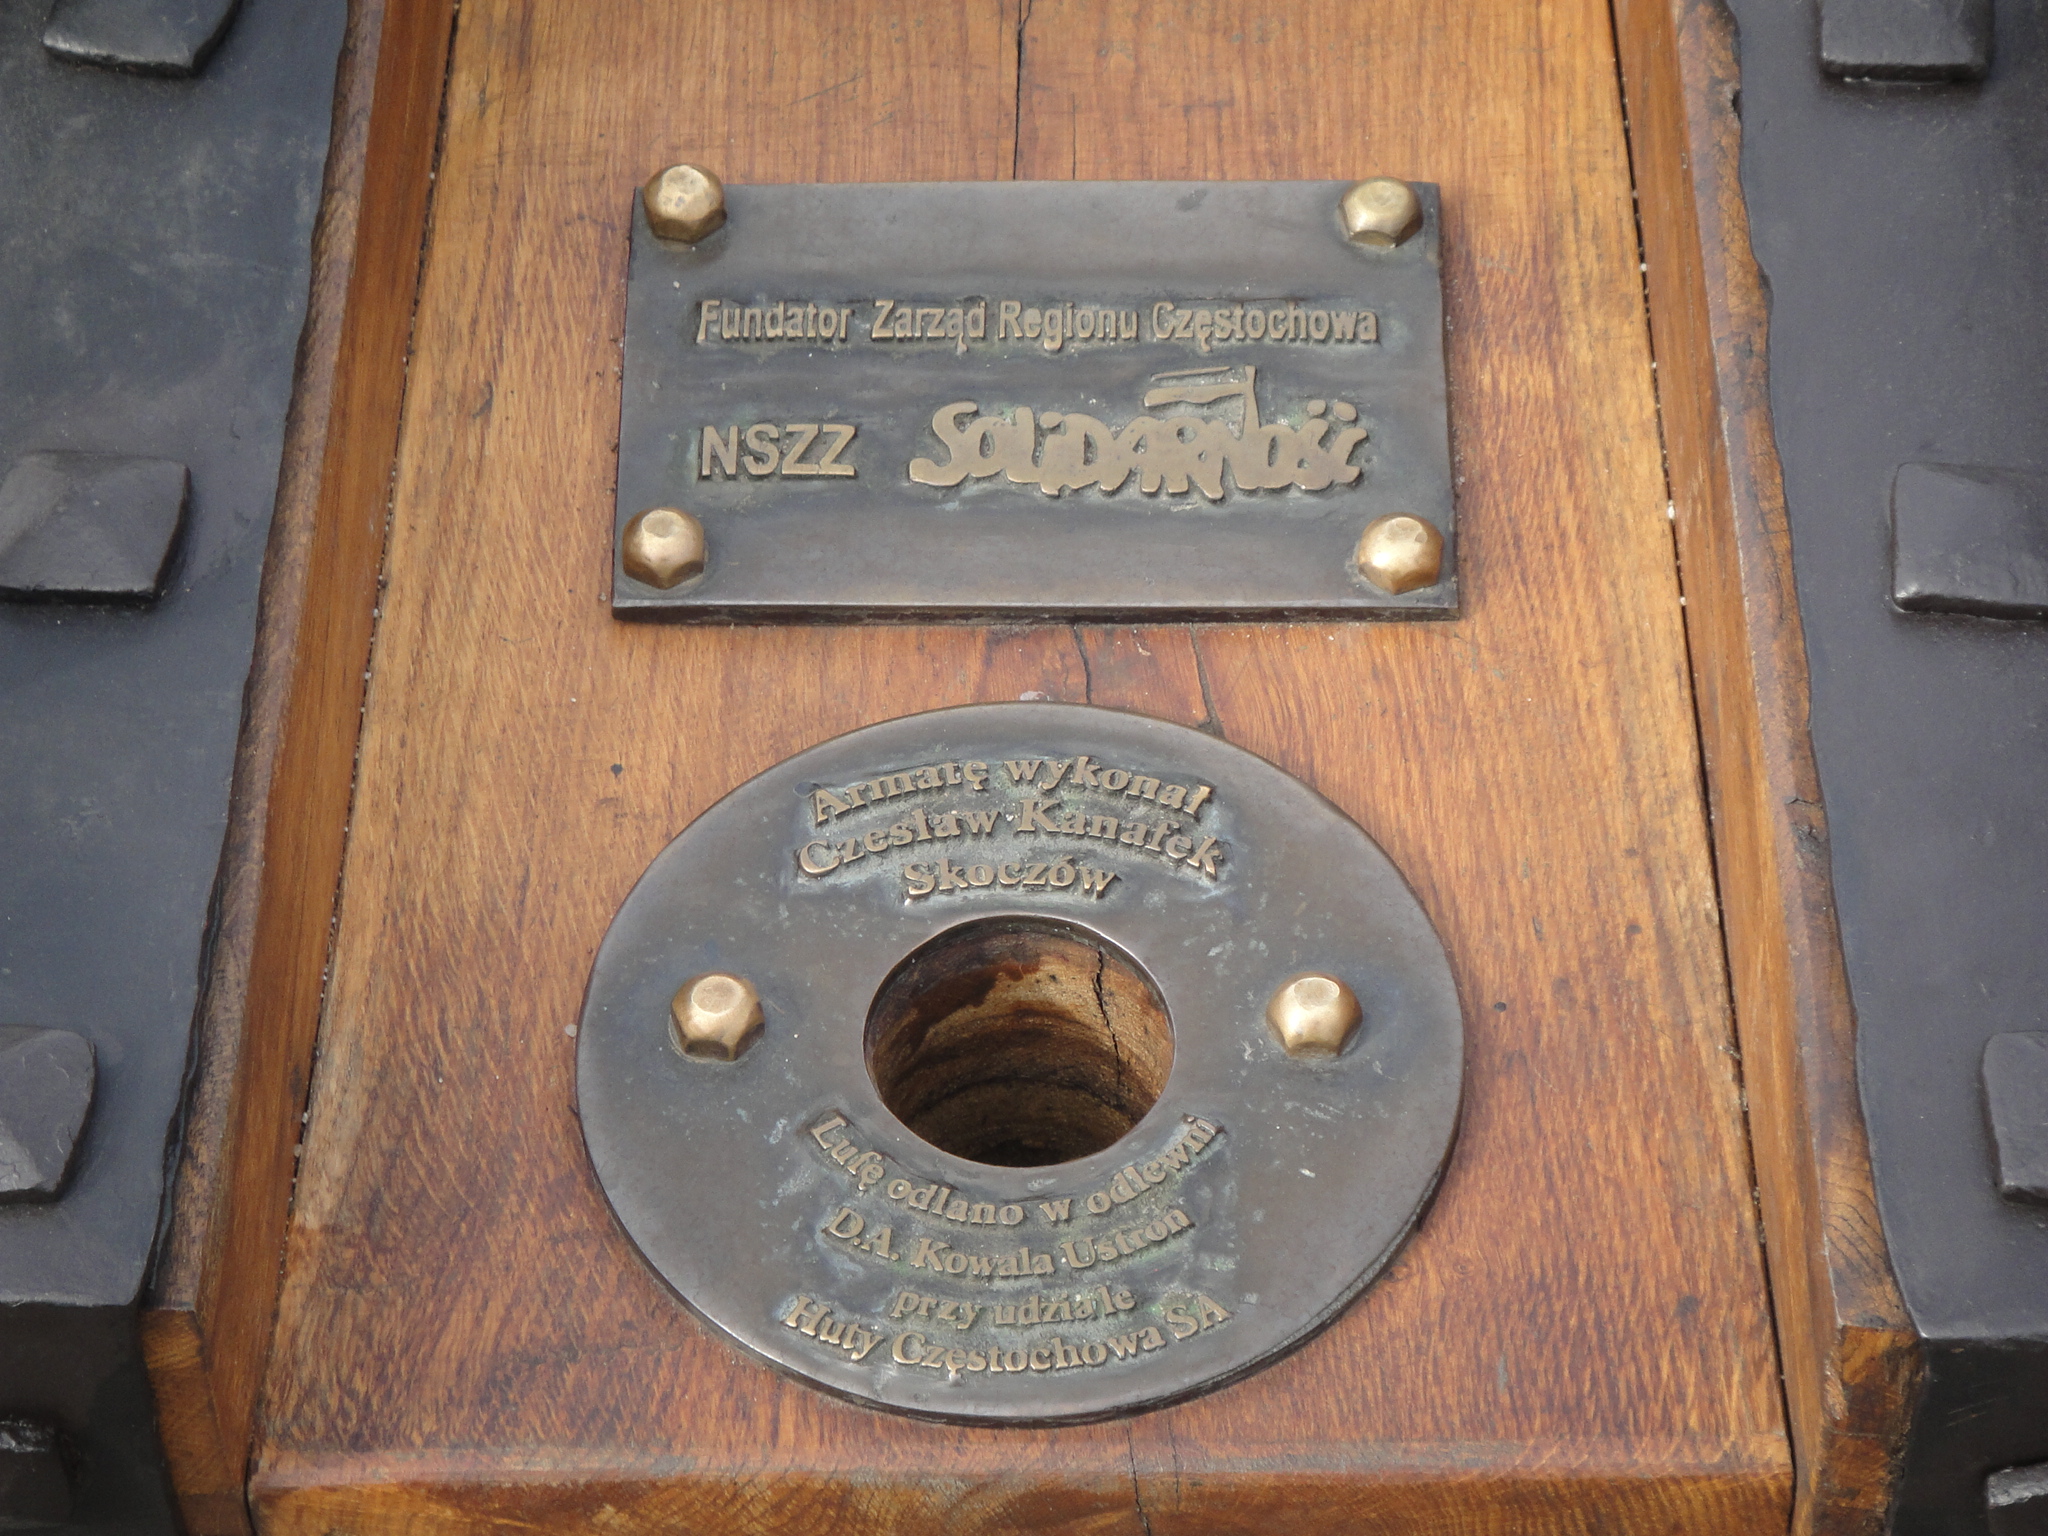 Fundator Zarząd Regionu Częstochowa
NSZZ SOLiDARNOŚĆ
Armatę wykonał
Czesław Kanafek
Skoczów
Lufę odlano w odlewni
D.A. Kowala Ustroń
przy udziale
Huty Częstochowa SA